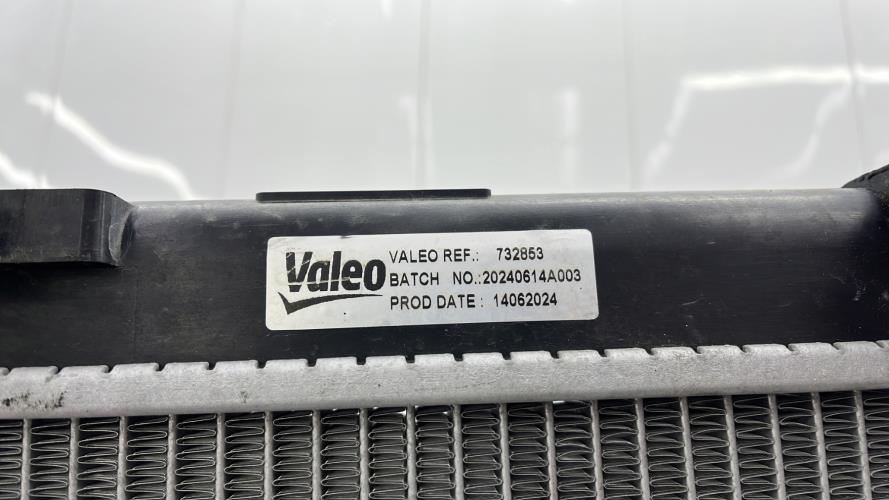 Valeo
VALEO REF.: 732853
BATCH NO.:20240614A003
PROD DATE : 14062024